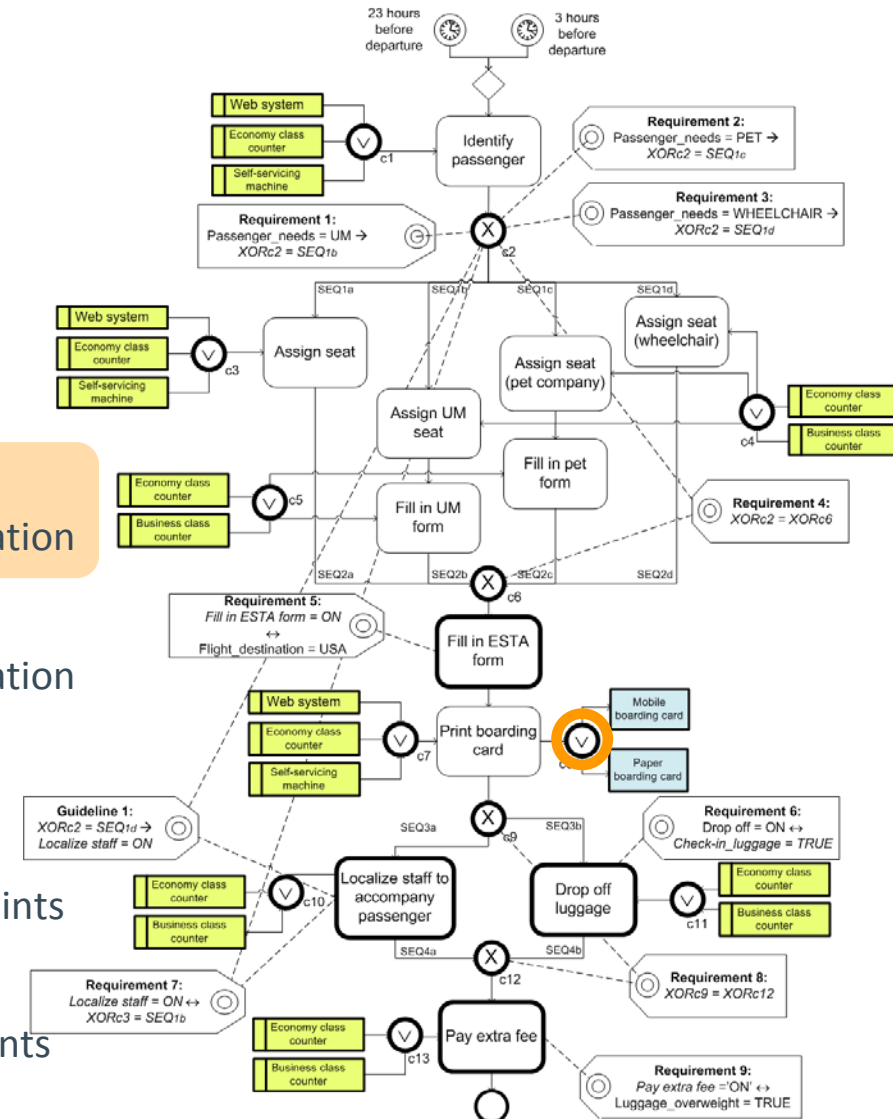 23 hours
before
departure
3 hours
before
departure
Web system
Economy class
counter
Self-servicing
machine
c1
Identify
passenger
Requirement 2:
Passenger_needs = PET →
XORc2 = SEQ1c
Requirement 3:
Passenger_needs = WHEELCHAIR →
XORc2 = SEQ1d
Requirement 1:
Passenger_needs = UM →
XORc2 = SEQ1b
X
c2
SEQ1a
SEQ1b
SEQ1c
SEQ1d
Web system
Economy class
counter
Self-servicing
machine
c3
Assign seat
Assign seat
(wheelchair)
Assign seat
(pet company)
Assign UM
seat
Economy class
counter
Business class
counter
c4
Economy class
counter
Business class
counter
c5
Fill in pet
form
Fill in UM
form
Requirement 4:
XORc2 = XORc6
ation
SEQ2a
SEQ2b
X
SEQ2c
SEQ2d
c6
Requirement 5:
Fill in ESTA form = ON
↔
Flight_destination = USA
Fill in ESTA
form
ation
Web system
Economy class
counter
Self-servicing
machine
c7
Print boarding
card
Mobile
boarding card
Paper
boarding card
Guideline 1:
XORc2 = SEQ1d →
Localize staff = ON
SEQ3a
X
c9
SEQ3b
Requirement 6:
Drop off = ON ↔
Check-in_luggage = TRUE
ints
Economy class
counter
Business class
counter
c10
Localize staff to
accompany
passenger
Drop off
luggage
Economy class
counter
Business class
counter
c11
SEQ4a
X
SEQ4b
c12
Requirement 7:
Localize staff = ON ↔
XORc3 = SEQ1b
Requirement 8:
XORc9 = XORc12
nts
Economy class
counter
Business class
counter
c13
Pay extra fee
Requirement 9:
Pay extra fee ='ON' ↔
Luggage_overweight = TRUE